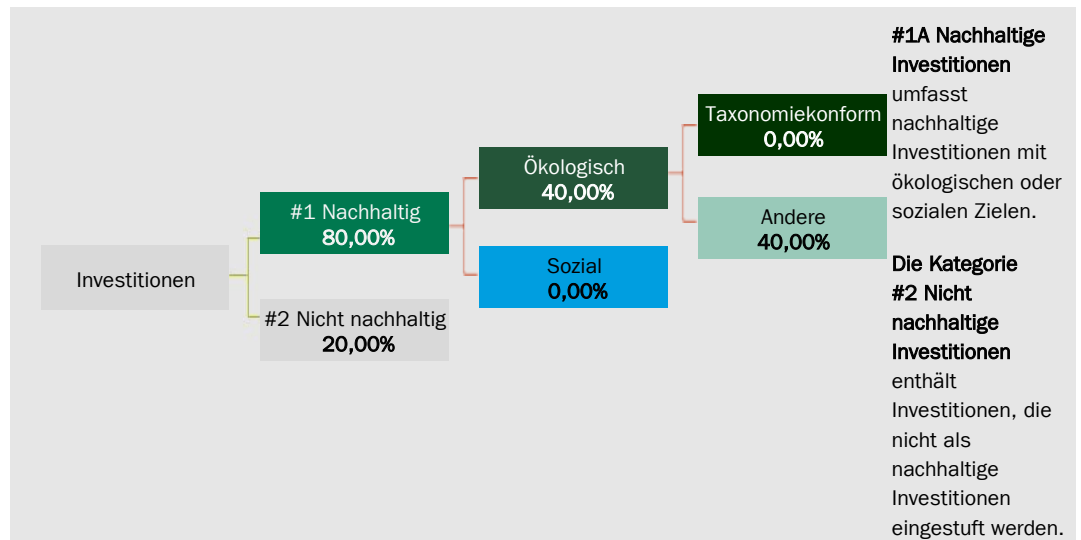 Investitionen
#1 Nachhaltig
80,00%
#2 Nicht nachhaltig
20,00%
Ökologisch
40,00%
Sozial
0,00%
Taxonomiekonform
0,00%
Andere
40,00%
#1A Nachhaltige
Investitionen
umfasst
nachhaltige
Investitionen mit
ökologischen oder
sozialen Zielen.
Die Kategorie
#2 Nicht
nachhaltige
Investitionen
enthält
Investitionen, die
nicht als
nachhaltige
Investitionen
eingestuft werden.